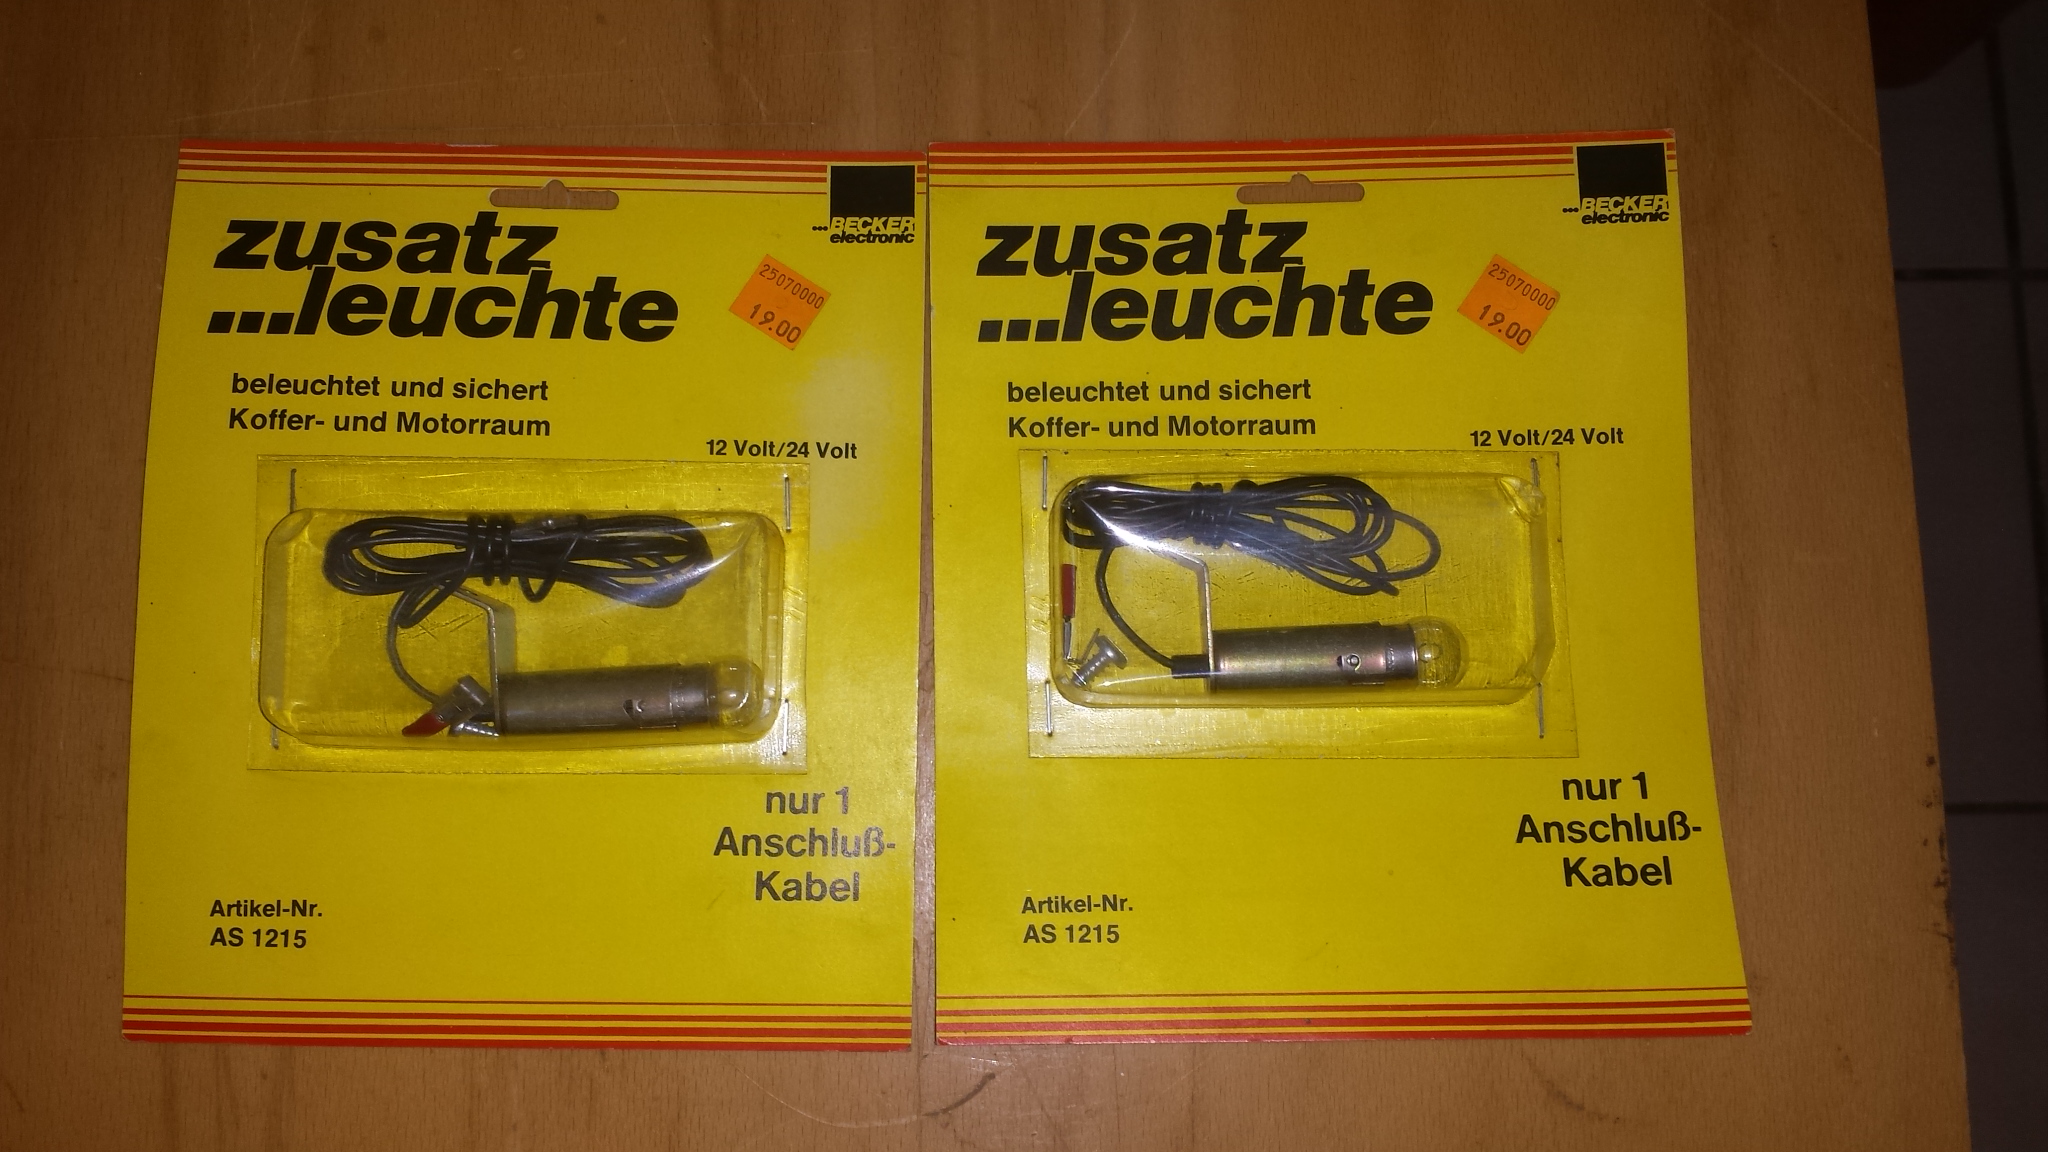 ...BECKER
electronic
zusatz
...leuchte
25070000
19.00
beleuchtet und sichert
Koffer- und Motorraum
12 Volt/24 Volt
nur 1
Anschluß-
Kabel
Artikel-Nr.
AS 1215
...BECKER
electronic
zusatz
...leuchte
25070000
19.00
beleuchtet und sichert
Koffer- und Motorraum
12 Volt/24 Volt
nur 1
Anschluß-
Kabel
Artikel-Nr.
AS 1215